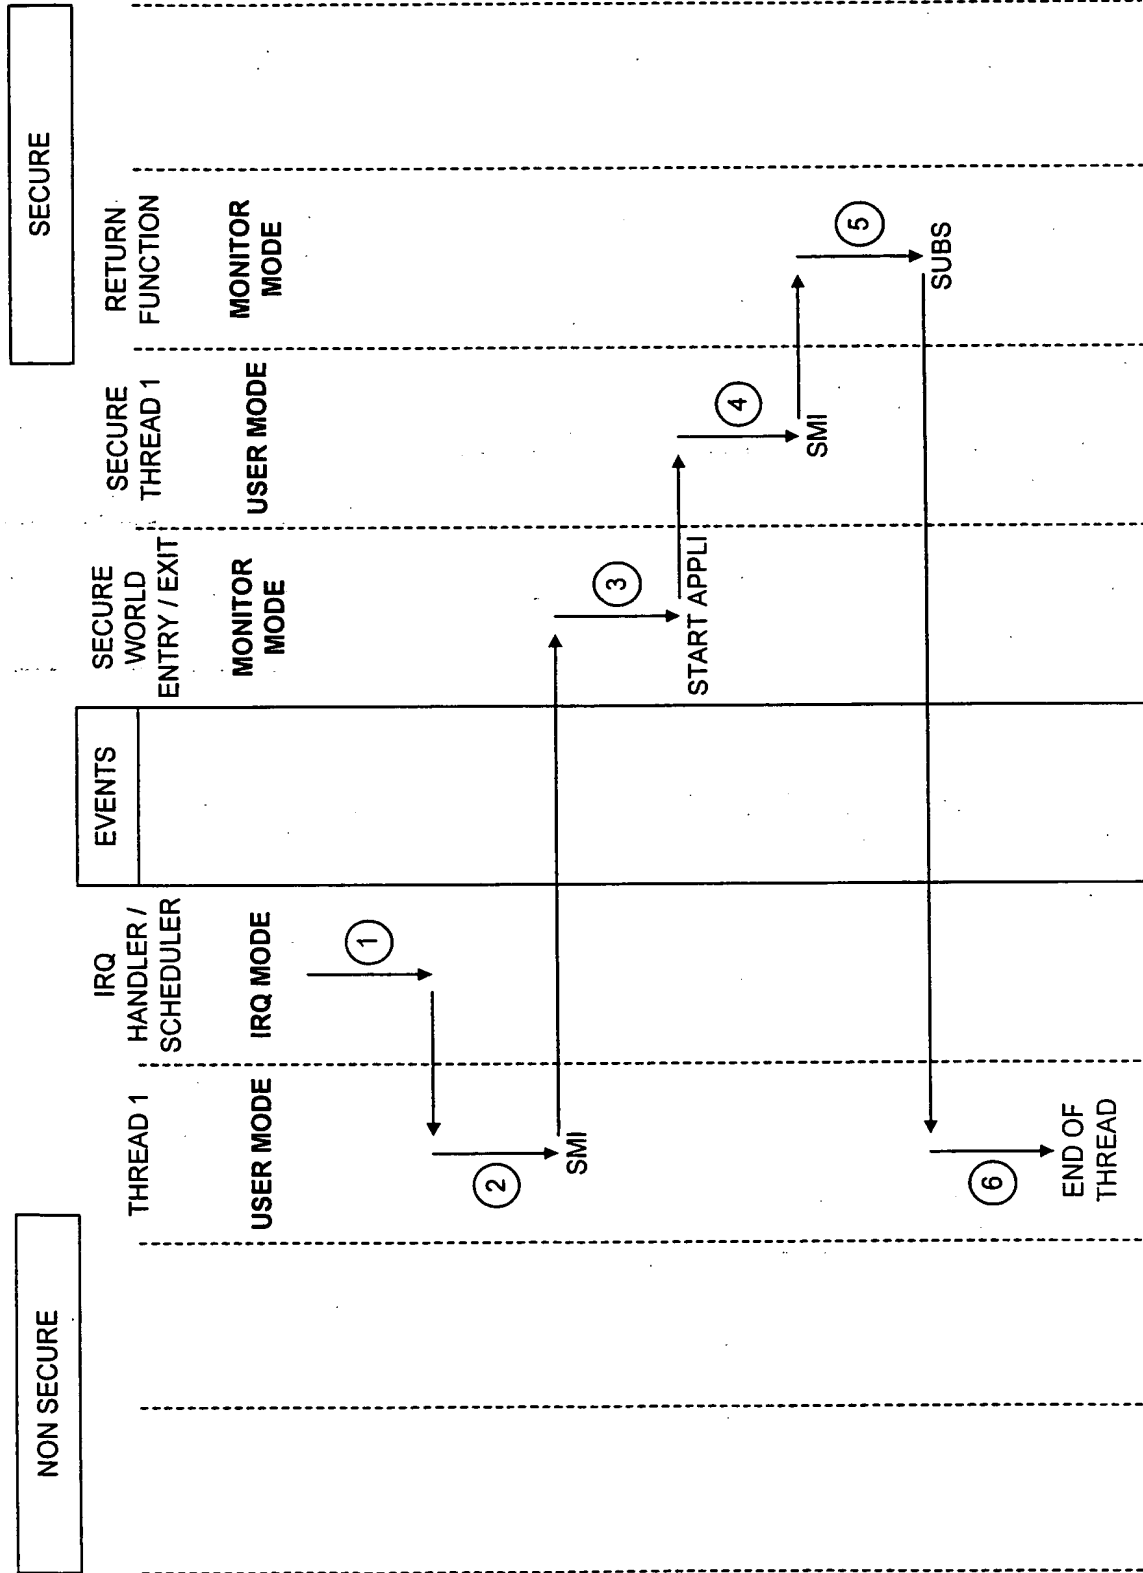 NON SECURE
SECURE
THREAD 1
USER MODE
IRQ
HANDLER /
SCHEDULER
IRQ MODE
EVENTS
SECURE
WORLD
ENTRY / EXIT
MONITOR
MODE
SECURE
THREAD 1
USER MODE
RETURN
FUNCTION
MONITOR
MODE
1
2
SMI
3
START APPLI
4
SMI
5
SUBS
6
END OF
THREAD